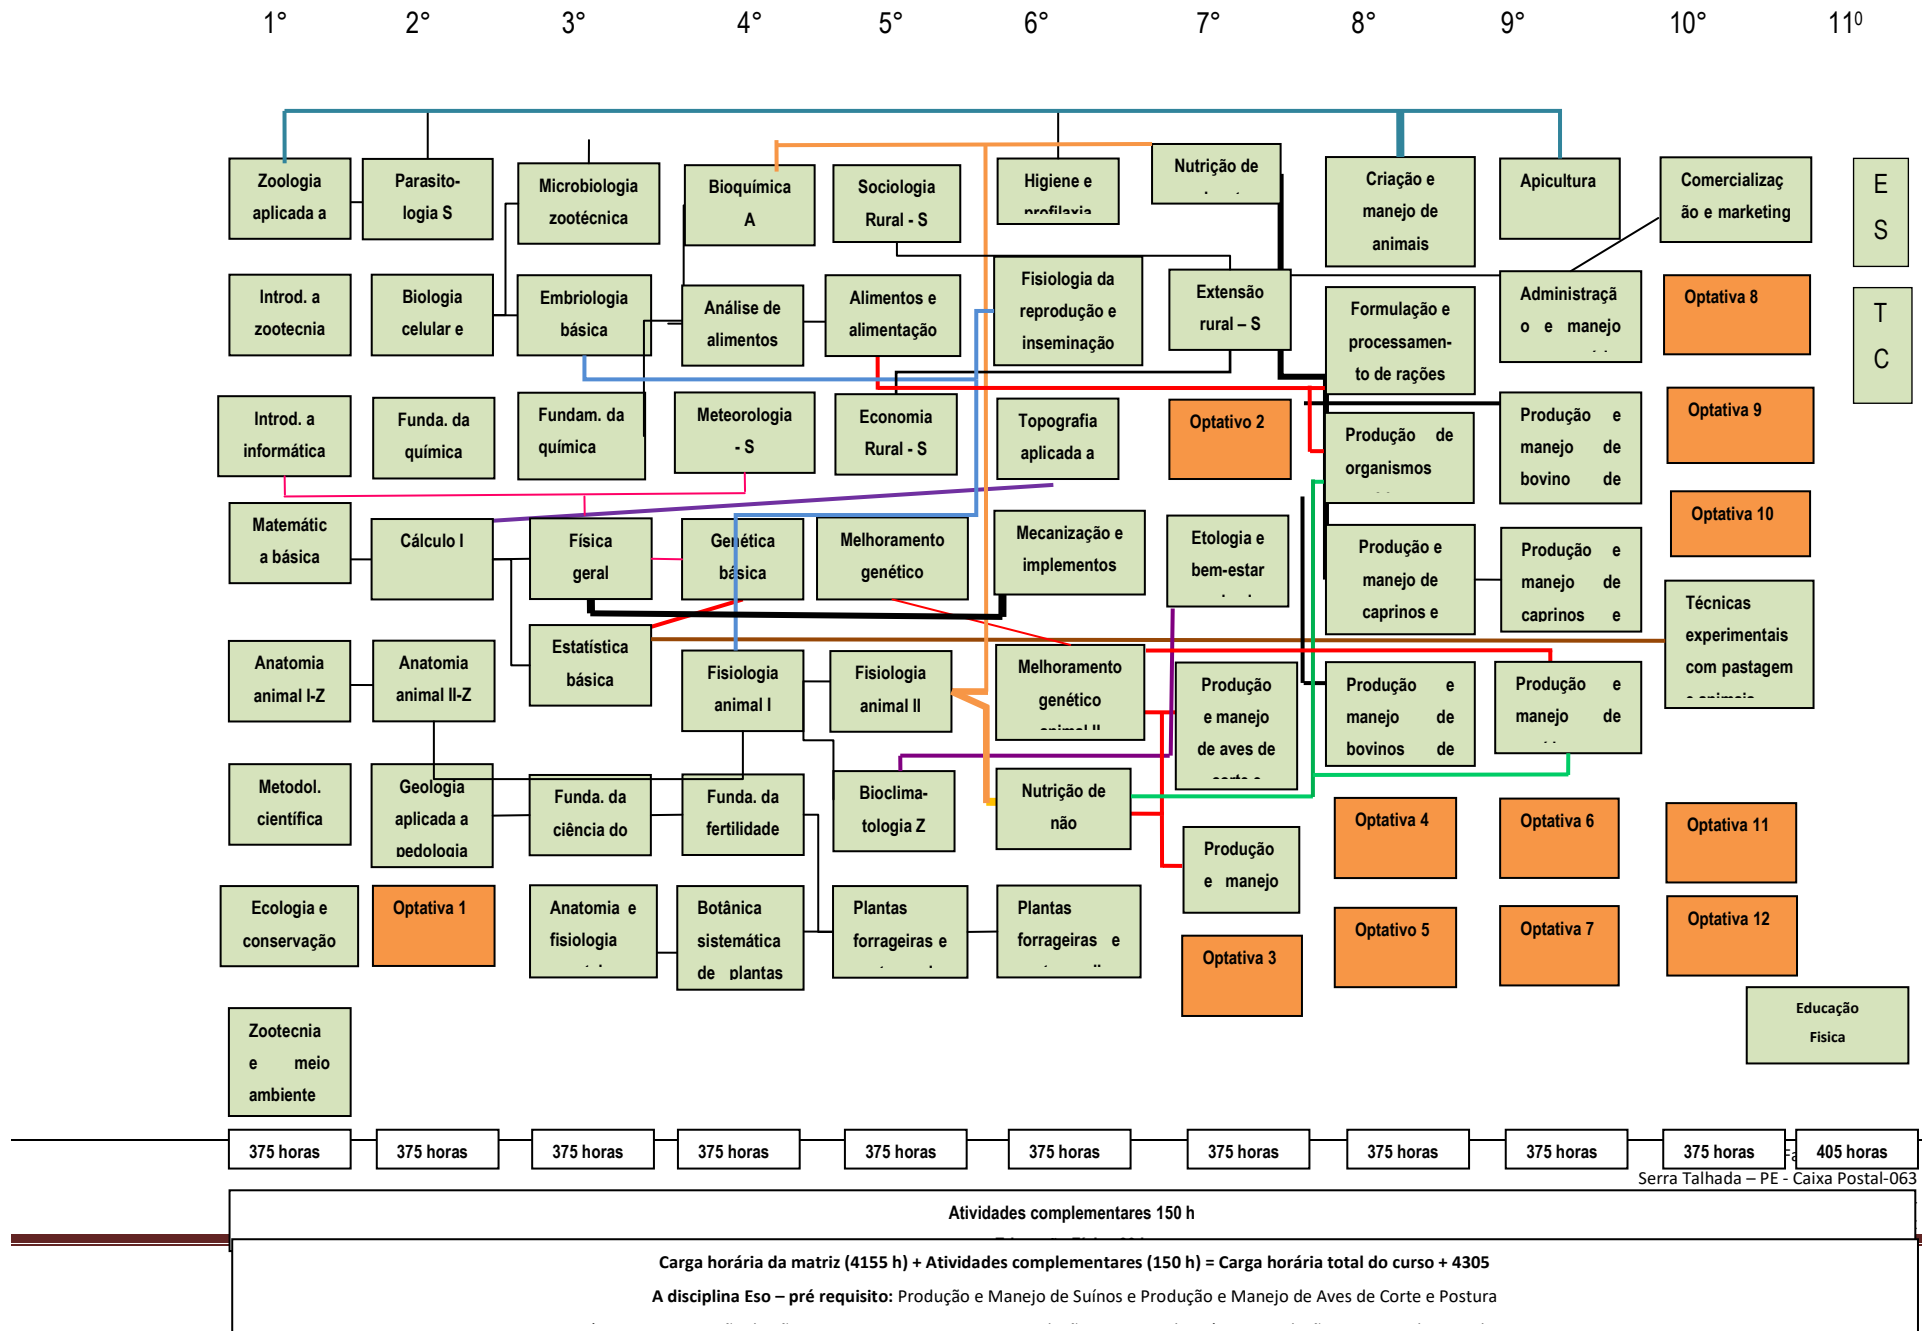 1° 2° 3° 4° 5° 6° 7° 8° 9° 10° 11⁰
Zoologia
aplicada a
Parasito-
logia S
Microbiologia
zootécnica
Bioquímica
A
Sociologia
Rural - S
Higiene e
profilaxia
Nutrição de
Criação e
manejo de
animais
Apicultura
Comercializaç
ão e marketing
E
S
Introd. a
zootecnia
Biologia
celular e
Embriologia
básica
Análise de
alimentos
Alimentos e
alimentação
Fisiologia da
reprodução e
inseminação
Extensão
rural – S
Formulação e
processamen-
to de rações
Administraçã
o e manejo
Optativa 8
T
C
Introd. a
informática
Funda. da
química
Fundam. da
química
Meteorologia
- S
Economia
Rural - S
Topografia
aplicada a
Optativo 2
Produção de
organismos
Produção e
manejo de
bovino de
Optativa 9
Matemátic
a básica
Cálculo I
Física
geral
Genética
básica
Melhoramento
genético
Mecanização e
implementos
Etologia e
bem-estar
Produção e
manejo de
caprinos e
Produção e
manejo de
caprinos e
Optativa 10
Anatomia
animal I-Z
Anatomia
animal II-Z
Estatística
básica
Fisiologia
animal I
Fisiologia
animal II
Melhoramento
genético
animal II
Produção
e manejo
de aves de
corte e
Produção e
manejo de
bovinos de
Produção e
manejo de
Técnicas
experimentais
com pastagem
e animais
Metodol.
científica
Geologia
aplicada a
pedologia
Funda. da
ciência do
Funda. da
fertilidade
Bioclima-
tologia Z
Nutrição de
não
Produção
e manejo
Optativa 4
Optativa 6
Optativa 11
Ecologia e
conservação
Optativa 1
Anatomia e
fisiologia
Botânica
sistemática
de plantas
Plantas
forrageiras e
Plantas
forrageiras e
Optativa 3
Optativo 5
Optativa 7
Optativa 12
Zootecnia
e meio
ambiente
Educação
Fisica
375 horas 375 horas 375 horas 375 horas 375 horas 375 horas 375 horas 375 horas 375 horas 375 horas 405 horas
Serra Talhada – PE - Caixa Postal-063
Atividades complementares 150 h
Carga horária da matriz (4155 h) + Atividades complementares (150 h) = Carga horária total do curso + 4305
A disciplina Eso – pré requisito: Produção e Manejo de Suínos e Produção e Manejo de Aves de Corte e Postura